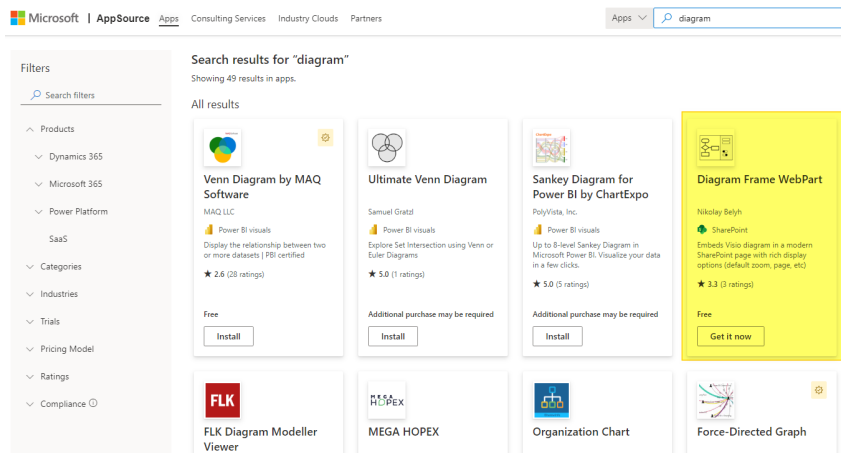 Microsoft | AppSource Apps Consulting Services Industry Clouds Partners Apps diagram
Filters
Search filters
Products
Dynamics 365
Microsoft 365
Power Platform
SaaS
Categories
Industries
Trials
Pricing Model
Ratings
Compliance
Search results for "diagram"
Showing 49 results in apps.
All results
Venn Diagram by MAQ
Software
MAQ LLC
Power BI visuals
Display the relationship between two
or more datasets | PBI certified
★ 2.6 (28 ratings)
Free
Install
Ultimate Venn Diagram
Samuel Gratzl
Power BI visuals
Explore Set Intersection using Venn or
Euler Diagrams
★ 5.0 (1 ratings)
Additional purchase may be required
Install
Sankey Diagram for
Power BI by ChartExpo
PolyVista, Inc.
Power BI visuals
Up to 8-level Sankey Diagram in
Microsoft Power BI. Visualize your data
in a few clicks.
★ 5.0 (5 ratings)
Additional purchase may be required
Install
Diagram Frame WebPart
Nikolay Belyh
SharePoint
Embeds Visio diagram in a modern
SharePoint page with rich display
options (default zoom, page, etc)
★ 3.3 (3 ratings)
Free
Get it now
FLK
FLK Diagram Modeller
Viewer
MEGA
HOPEX
MEGA HOPEX
Organization Chart
Force-Directed Graph